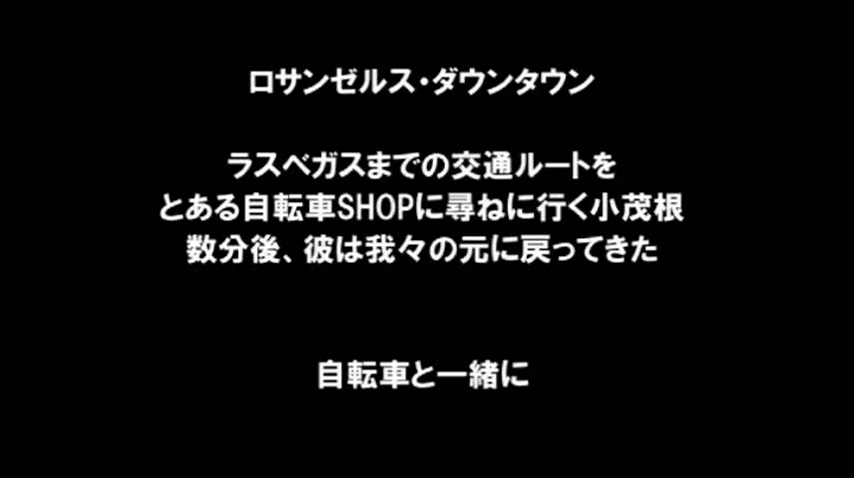 ロサンゼルス・ダウンタウン
ラスベガスまでの交通ルートを
とある自転車SHOPに尋ねに行く小茂根
数分後、彼は我々の元に戻ってきた
自転車と一緒に